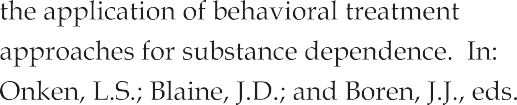 the application of behavioral treatment
approaches for substance dependence.  In:
Onken, L.S.; Blaine, J.D.; and Boren, J.J., eds.